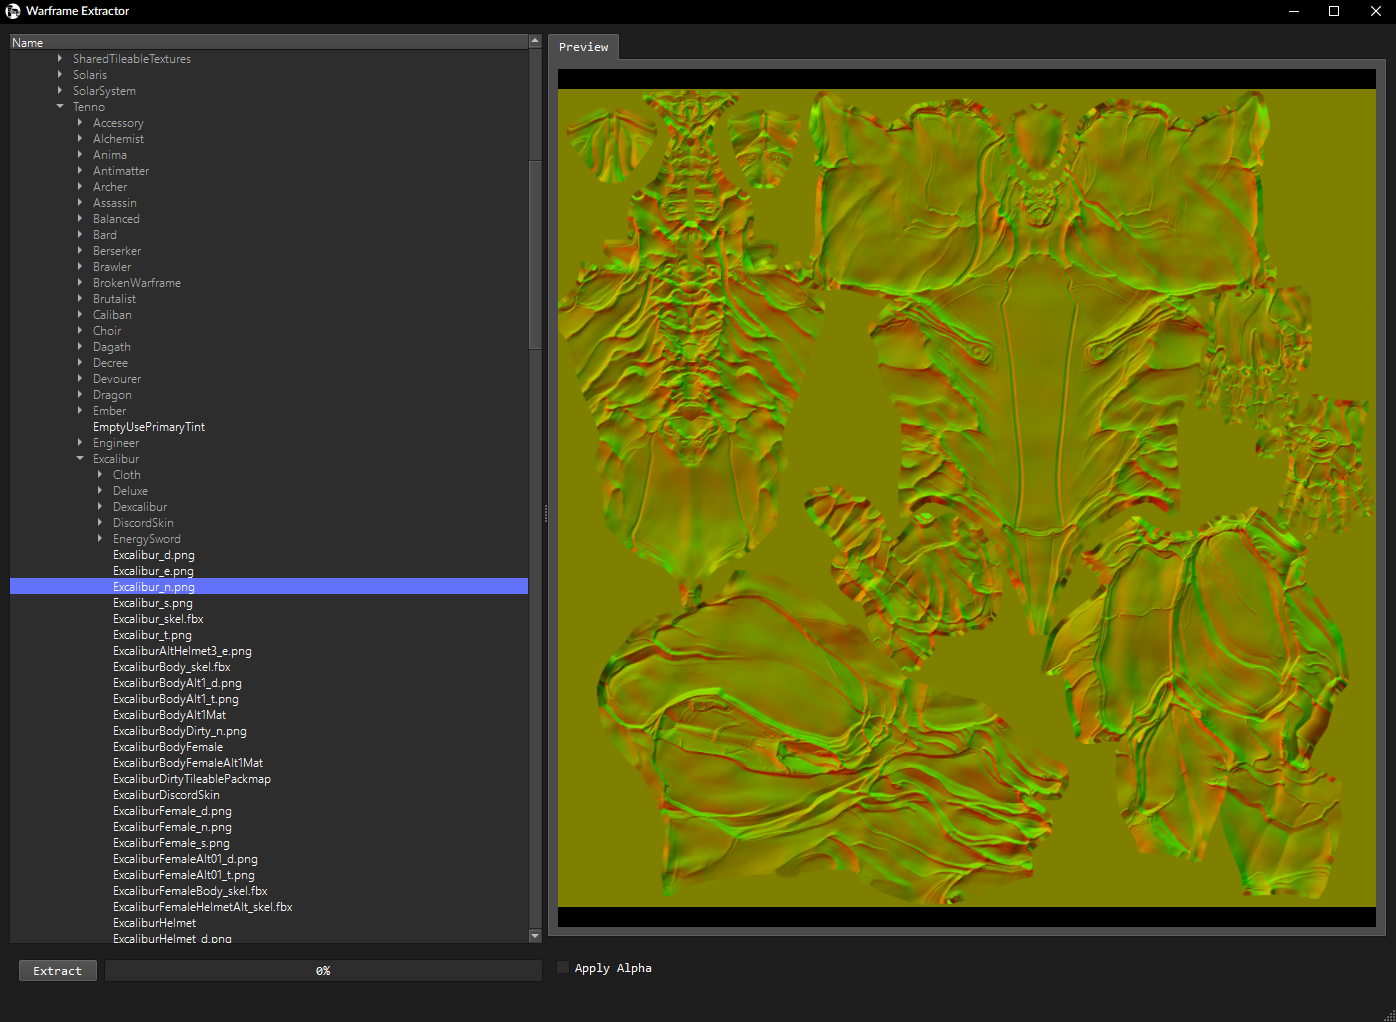 Warframe Extractor
Name
SharedTileableTextures
Solaris
SolarSystem
Tenno
Accessory
Alchemist
Anima
Antimatter
Archer
Assassin
Balanced
Bard
Berserker
Brawler
BrokenWarframe
Brutalist
Caliban
Choir
Dagath
Decree
Devourer
Dragon
Ember
EmptyUsePrimaryTint
Engineer
Excalibur
Cloth
Deluxe
Dexcalibur
DiscordSkin
EnergySword
Excalibur_d.png
Excalibur_e.png
Excalibur_n.png
Excalibur_s.png
Excalibur_skel.fbx
Excalibur_t.png
ExcaliburAltHelmet3_e.png
ExcaliburBody_skel.fbx
ExcaliburBodyAlt1_d.png
ExcaliburBodyAlt1_t.png
ExcaliburBodyAlt1Mat
ExcaliburBodyDirty_n.png
ExcaliburBodyFemale
ExcaliburBodyFemaleAlt1Mat
ExcaliburDirtyTileablePackmap
ExcaliburDiscordSkin
ExcaliburFemale_d.png
ExcaliburFemale_n.png
ExcaliburFemale_s.png
ExcaliburFemaleAlt01_d.png
ExcaliburFemaleAlt01_t.png
ExcaliburFemaleBody_skel.fbx
ExcaliburFemaleHelmetAlt_skel.fbx
ExcaliburHelmet
ExcaliburHelmet_d.png
Extract
0%
Preview
Apply Alpha